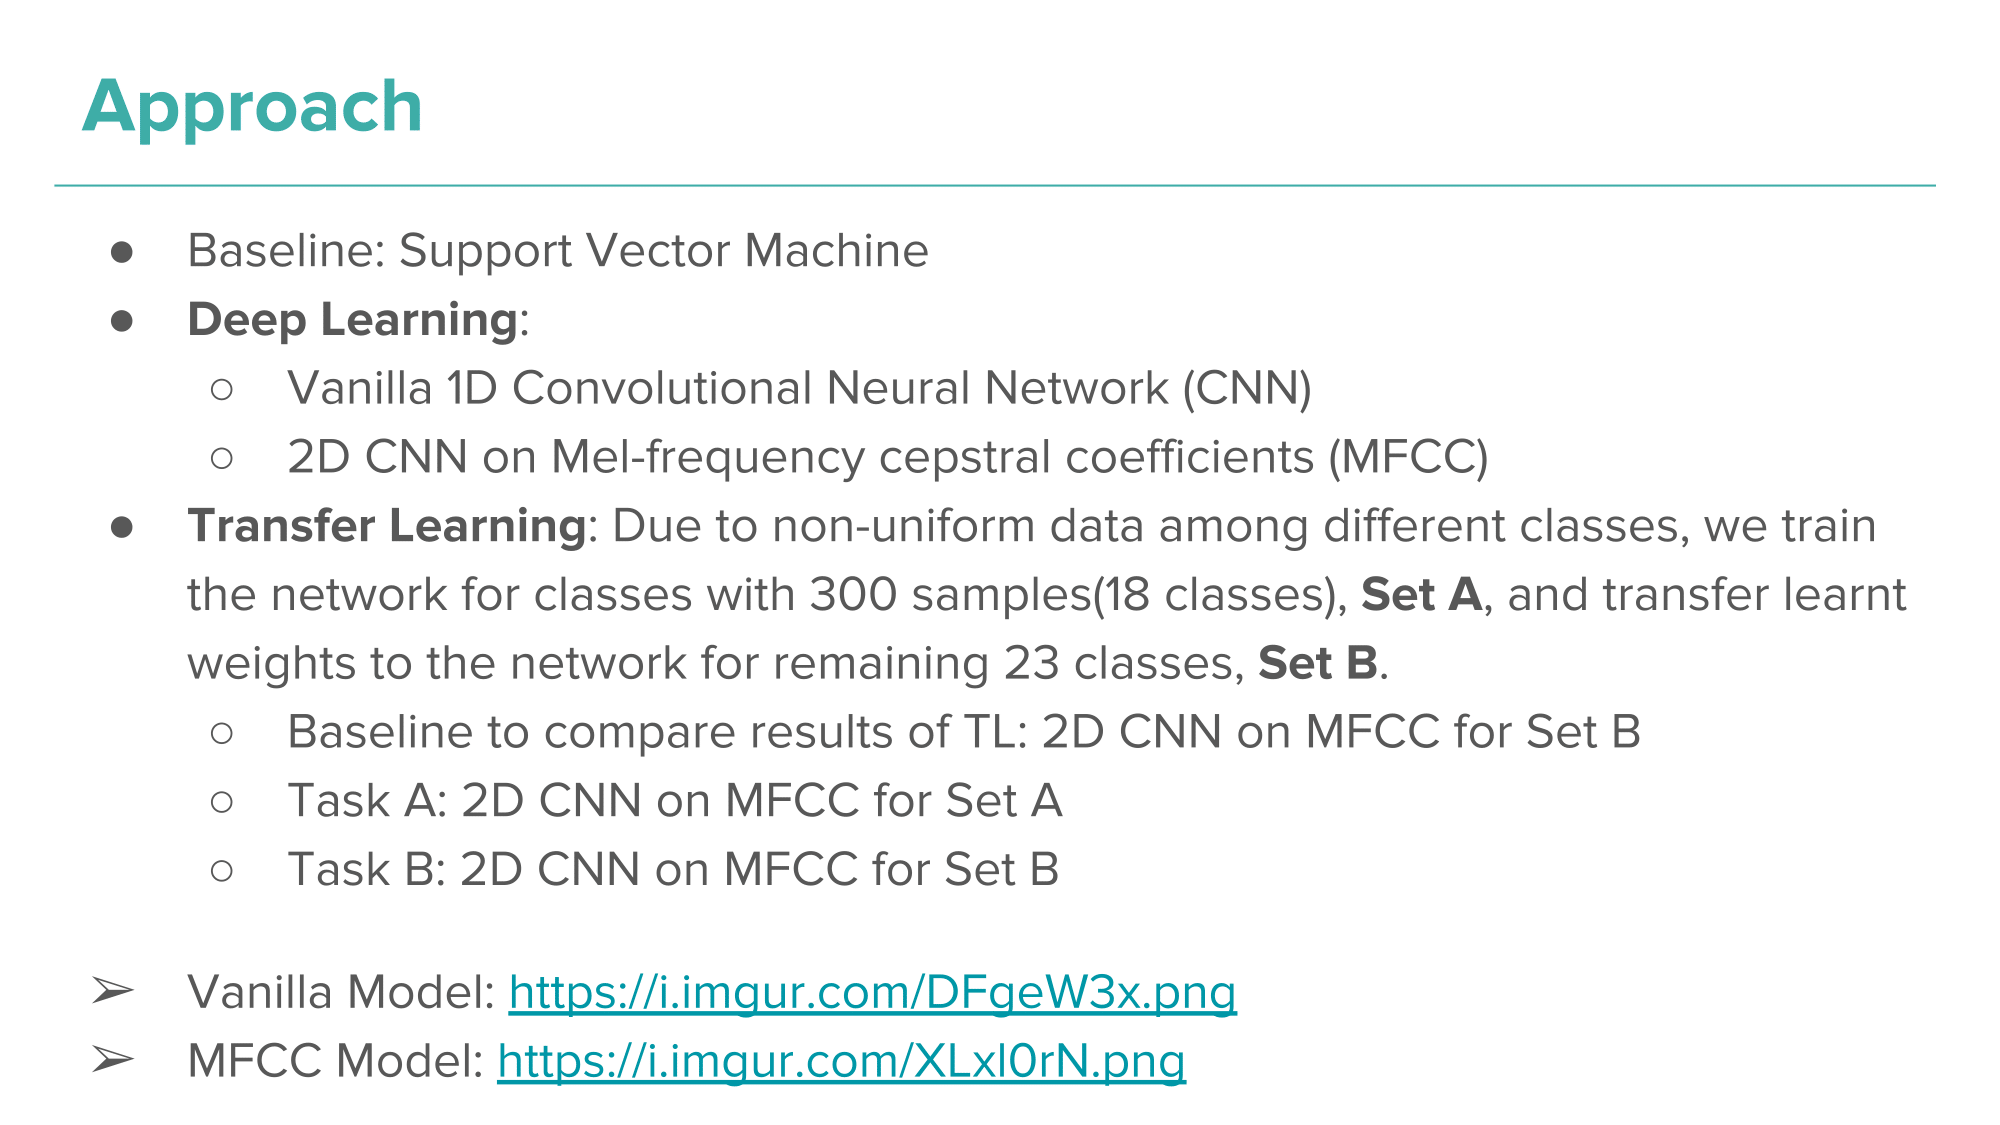 Approach
● Baseline: Support Vector Machine
● Deep Learning:
○ Vanilla 1D Convolutional Neural Network (CNN)
○ 2D CNN on Mel-frequency cepstral coefficients (MFCC)
● Transfer Learning: Due to non-uniform data among different classes, we train
the network for classes with 300 samples(18 classes), Set A, and transfer learnt
weights to the network for remaining 23 classes, Set B.
○ Baseline to compare results of TL: 2D CNN on MFCC for Set B
○ Task A: 2D CNN on MFCC for Set A
○ Task B: 2D CNN on MFCC for Set B
➢ Vanilla Model: https://i.imgur.com/DFgeW3x.png
➢ MFCC Model: https://i.imgur.com/XLxl0rN.png